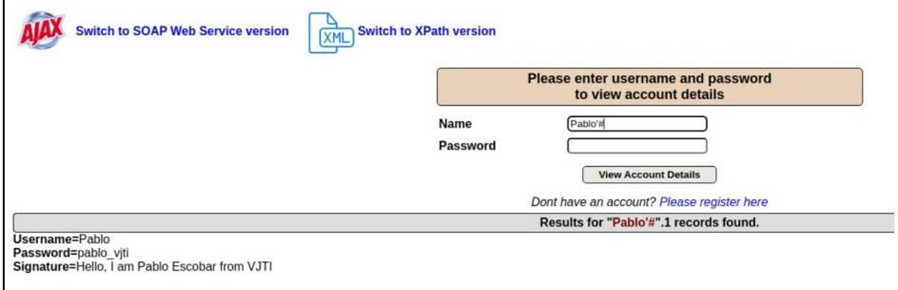 AJAX Switch to SOAP Web Service version XML Switch to XPath version
Please enter username and password
to view account details
Name Pablo'#
Password
View Account Details
Dont have an account? Please register here
Results for "Pablo'#".1 records found.
Username=Pablo
Password=pablo_vjti
Signature=Hello, I am Pablo Escobar from VJTI